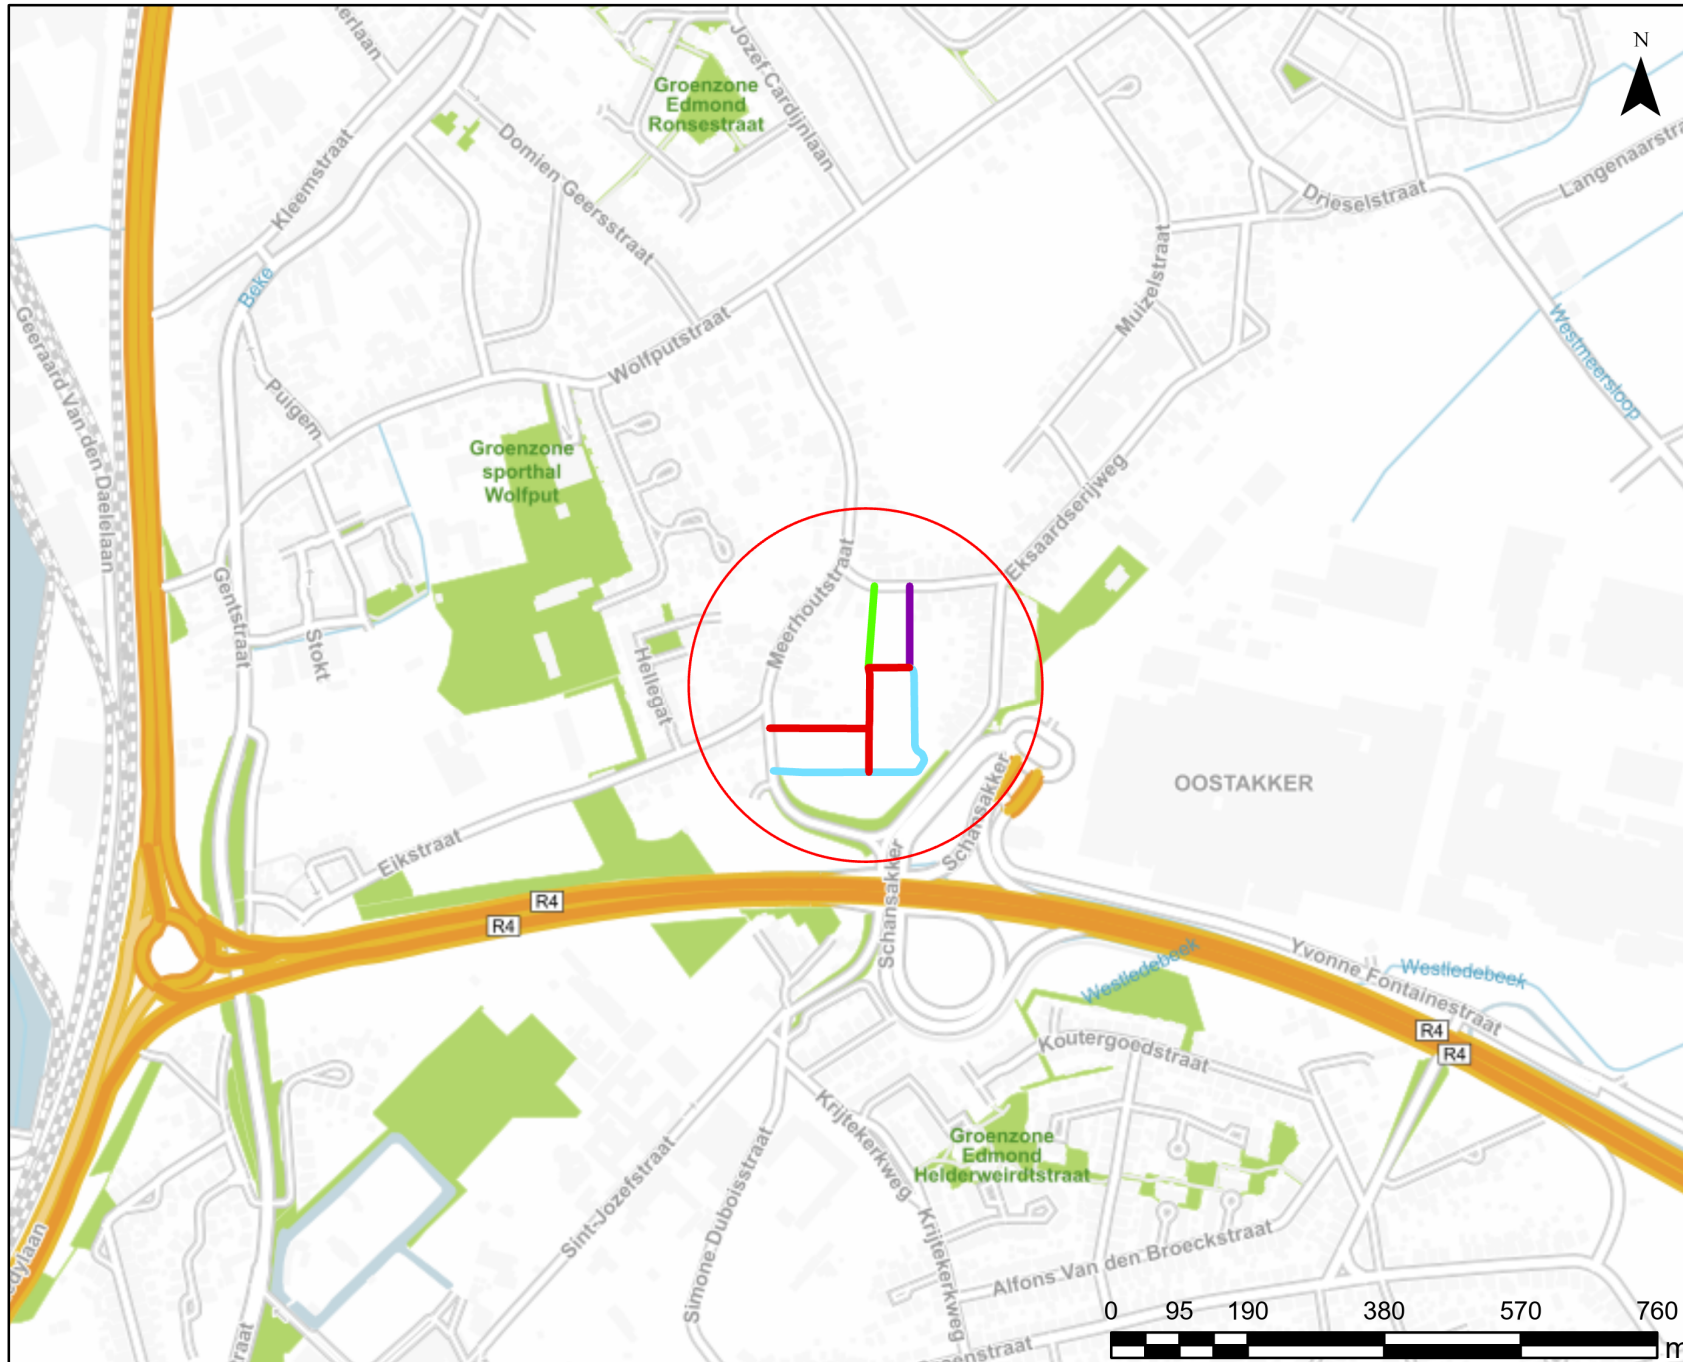 N
erlaan
Jozef Cardijnlaan
Groenzone
Edmond
Ronsestraat
Kleemstraat
Domien Geersstraat
Drieselstraat
Langenaarstra
Beke
Muizelstraat
Geeraard Van den Daelelaan
Wolfputstraat
Westmeersloop
Puigem
Groenzone
sporthal
Wolfput
Eksaardserijweg
Meerhoutstraat
Gentstraat
Stokt
Hellegat
OOSTAKKER
Schansakker
Eikstraat
Schansakker
R4
R4
Westledebeek
Yvonne Fontainestraat
Westledebeek
R4
R4
Koutergoedstraat
Krijtekerkweg
Groenzone
Edmond
Helderweirdtstraat
Sint-Jozefstraat
Simone Duboisstraat
Krijtekerkweg
Alfons Van den Broeckstraat
dylaan
raat
senstraat
0 95 190 380 570 760
m